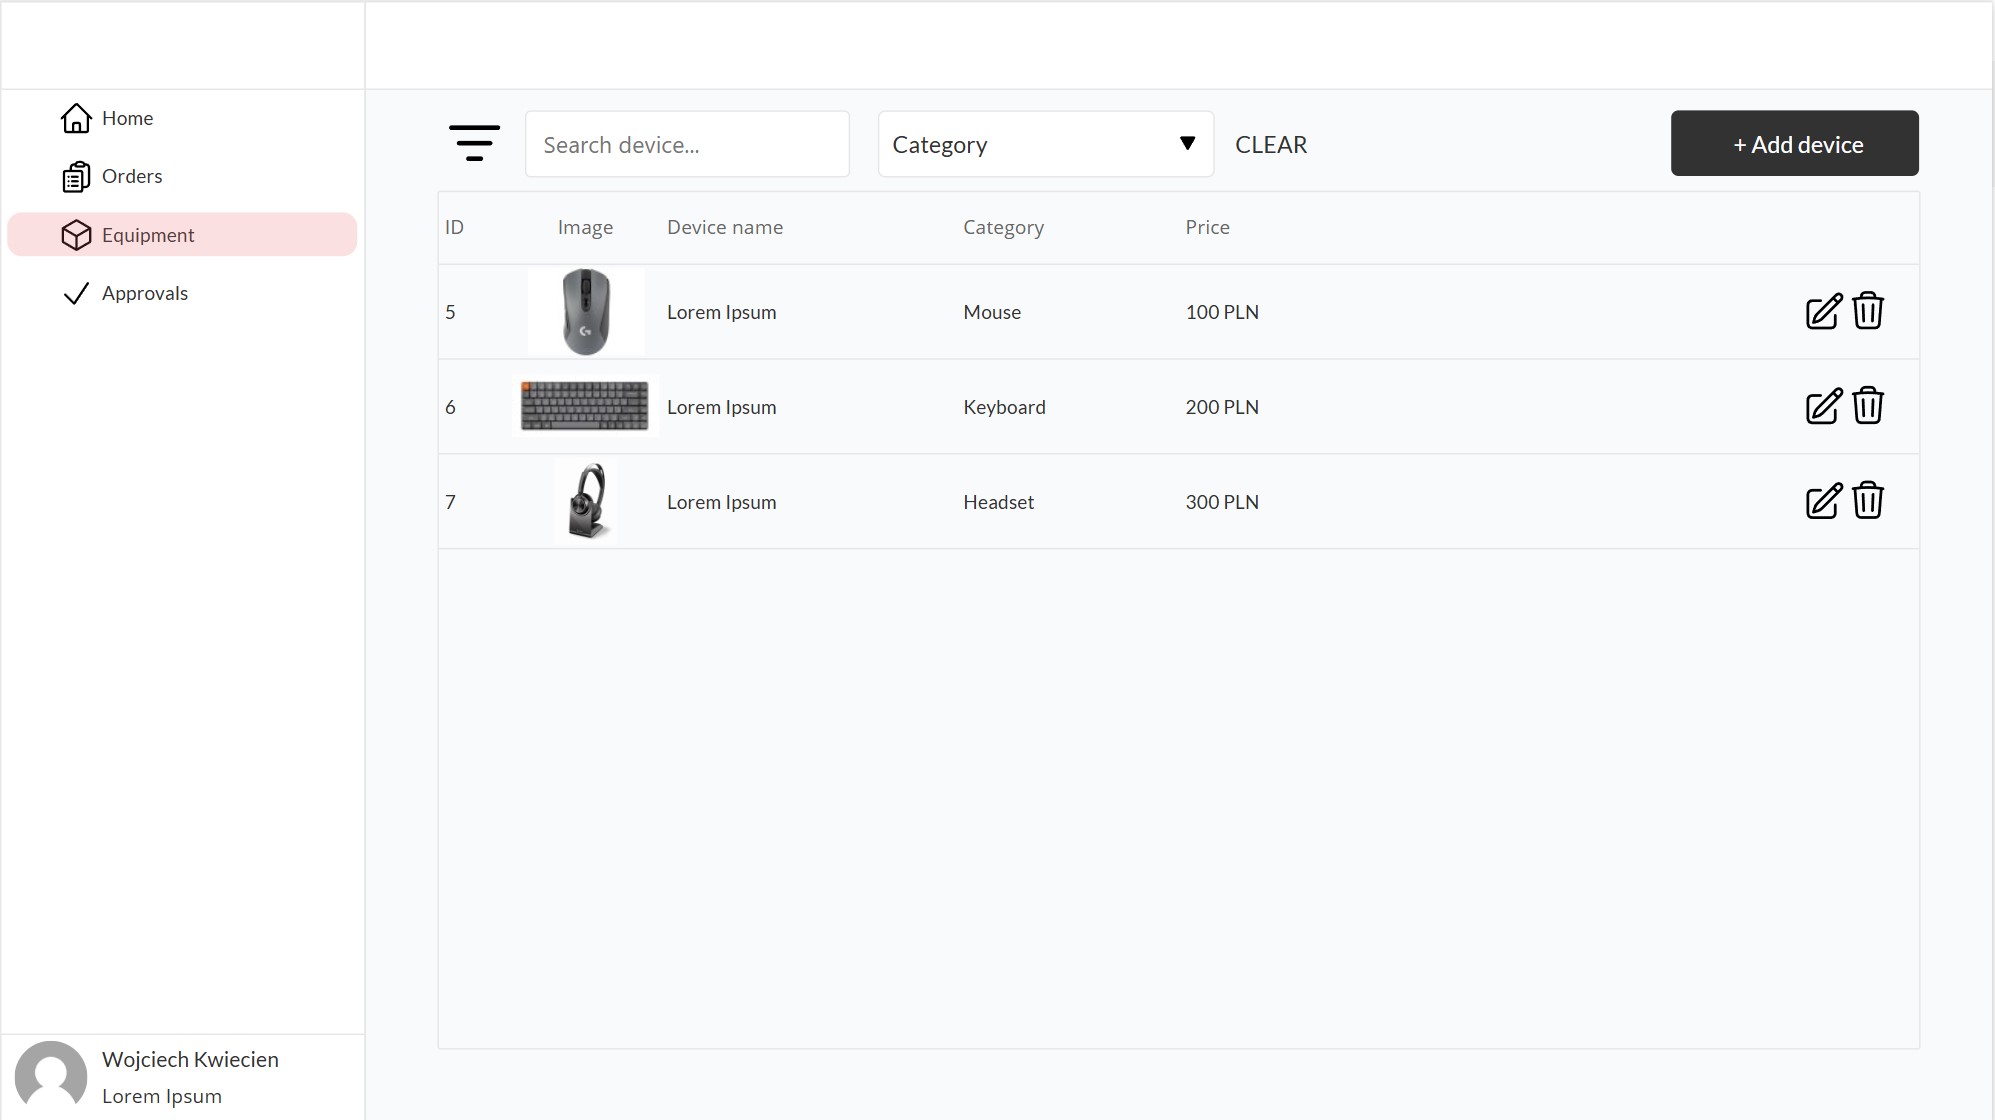 Home
Orders
Equipment
Approvals
Search device...
Category
CLEAR
+ Add device
ID Image Device name Category Price
5 Lorem Ipsum Mouse 100 PLN
6 Lorem Ipsum Keyboard 200 PLN
7 Lorem Ipsum Headset 300 PLN
Wojciech Kwiecien
Lorem Ipsum